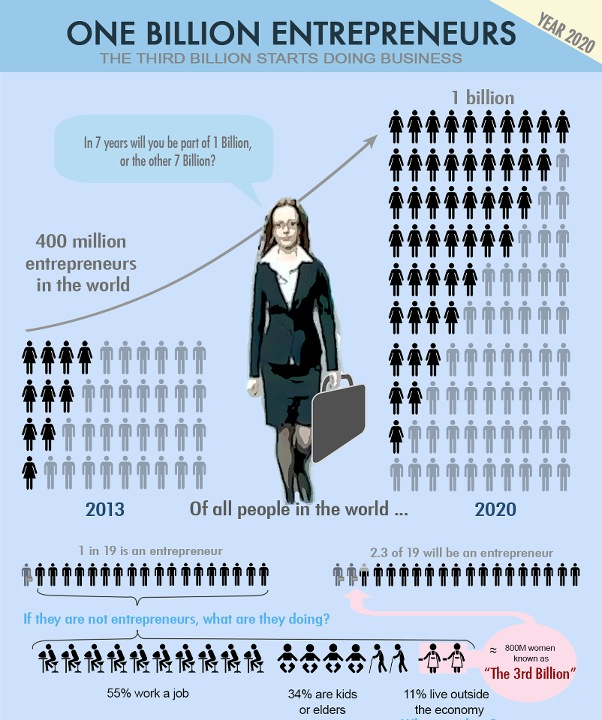 ONE BILLION ENTREPRENEURS
YEAR 2020
THE THIRD BILLION STARTS DOING BUSINESS
1 billion
In 7 years will you be part of 1 Billion,
or the other 7 Billion?
400 million
entrepreneurs
in the world
2013
Of all people in the world ...
2020
1 in 19 is an entrepreneur
2.3 of 19 will be an entrepreneur
If they are not entrepreneurs, what are they doing?
≈ 800M women
known as
"The 3rd Billion"
55% work a job
34% are kids
or elders
11% live outside
the economy